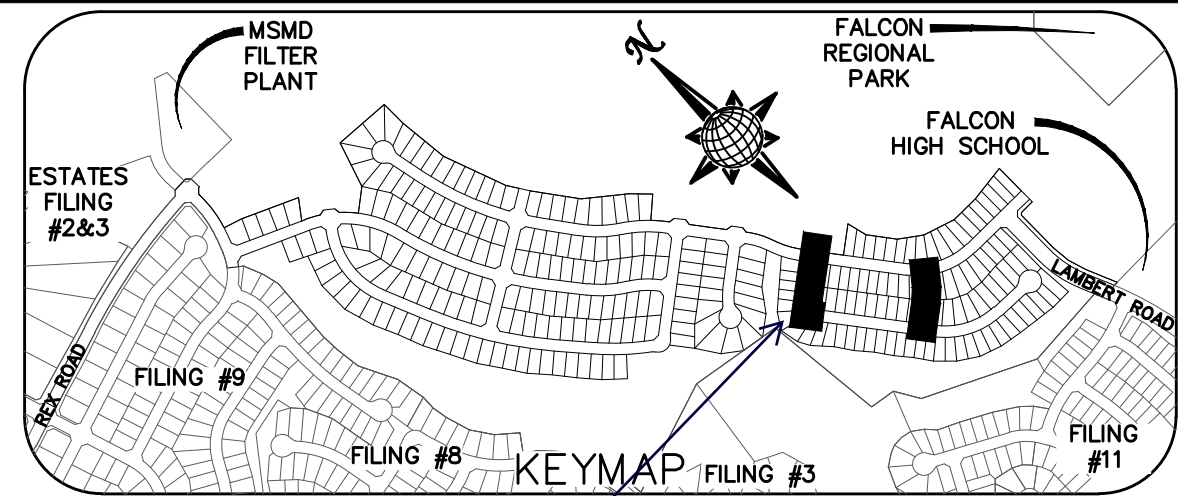 MSMD
FILTER
PLANT
N
FALCON
REGIONAL
PARK
FALCON
HIGH SCHOOL
ESTATES
FILING
#2&3
LAMBERT ROAD
REX ROAD
FILING #9
FILING #8
KEYMAP
FILING #3
FILING
#11